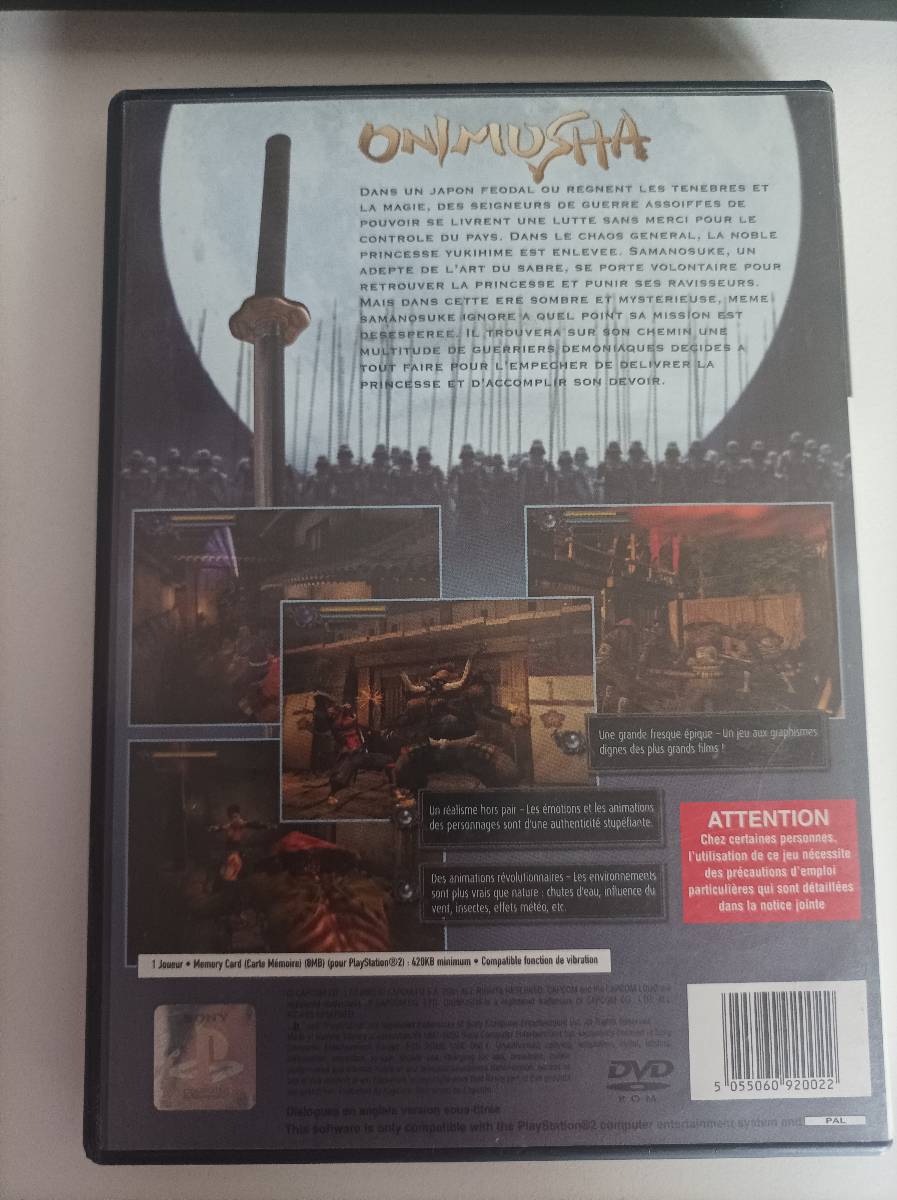 ONIMUSHA
DANS UN JAPON FEODAL OU REGNENT LES TENEBRES ET
LA MAGIE, DES SEIGNEURS DE GUERRE ASSOIFFES DE
POUVOIR SE LIVRENT UNE LUTTE SANS MERCI POUR LE
CONTROLE DU PAYS. DANS LE CHAOS GENERAL, LA NOBLE
PRINCESSE YUKIHIME EST ENLEVEE. SAMANOSUKE, UN
ADEPTE DE L'ART DU SABRE, SE PORTE VOLONTAIRE POUR
RETROUVER LA PRINCESSE ET PUNIR SES RAVISSEURS.
MAIS DANS CETTE ERE SOMBRE ET MYSTERIEUSE, MEME
SAMANOSUKE IGNORE A QUEL POINT SA MISSION EST
DESESPEREE. IL TROUVERA SUR SON CHEMIN UNE
MULTITUDE DE GUERRIERS DEMONIAQUES DECIDES A
TOUT FAIRE POUR L'EMPECHER DE DELIVRER LA
PRINCESSE ET D'ACCOMPLIR SON DEVOIR.
Une grande fresque épique - Un jeu aux graphismes
dignes des plus grands films !
Un réalisme hors pair - Les émotions et les animations
des personnages sont d'une authenticité stupéfiante.
Des animations révolutionnaires - Les environnements
sont plus vrais que nature : chutes d'eau, influence du
vent, insectes, effets météo, etc.
ATTENTION
Chez certaines personnes,
l'utilisation de ce jeu nécessite
des précautions d'emploi
particulières qui sont détaillées
dans la notice jointe
1 Joueur • Memory Card (Carte Mémoire) (8MB) (pour PlayStation®2) : 420KB minimum • Compatible fonction de vibration
SONY
DVD
ROM
5 055060 920022
Dialogues en anglais version sous-titrée
This software is only compatible with the PlayStation®2 computer entertainment system and
PAL